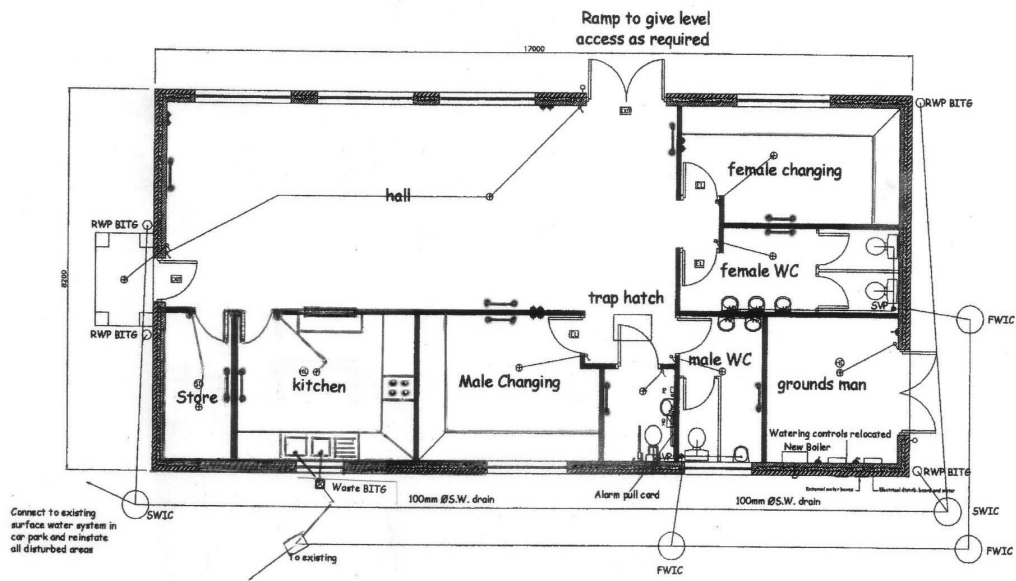 Ramp to give level
access as required
17000
8200
RWP BITG
female changing
hall
RWP BITG
female WC
SVP
trap hatch
RWP BITG
FWIC
male WC
Store
kitchen
Male Changing
grounds man
Watering controls relocated
New Boiler
RWP BITG
Waste BITG
100mm ØS.W. drain
Alarm pull cord
100mm ØS.W. drain
External meter boxes
SWIC
SWIC
Connect to existing
surface water system in
car park and reinstate
all disturbed areas
To existing
FWIC
FWIC